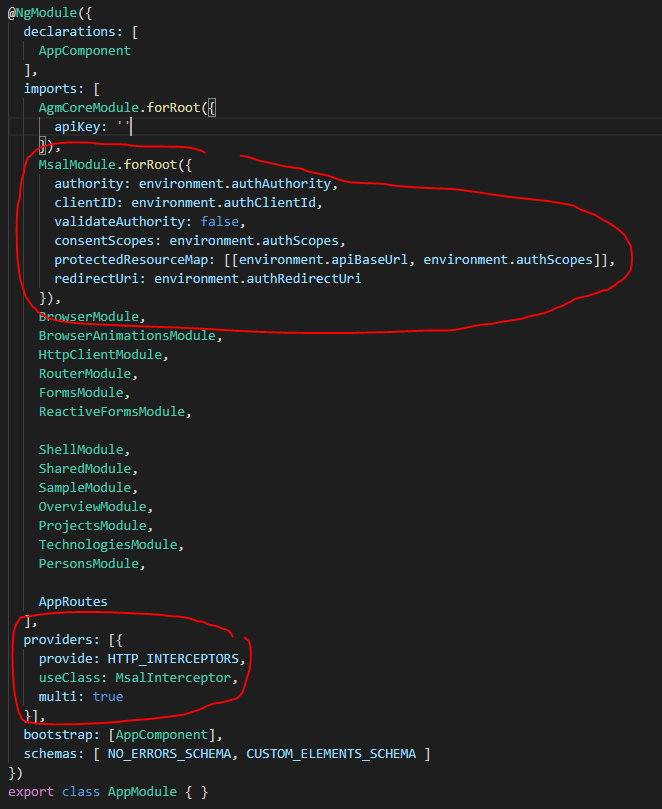 @NgModule({
declarations: [
AppComponent
],
imports: [
AgmCoreModule.forRoot({
apiKey: ''
}),
MsalModule.forRoot({
authority: environment.authAuthority,
clientID: environment.authClientId,
validateAuthority: false,
consentScopes: environment.authScopes,
protectedResourceMap: [[environment.apiBaseUrl, environment.authScopes]],
redirectUri: environment.authRedirectUri
}),
BrowserModule,
BrowserAnimationsModule,
HttpClientModule,
RouterModule,
FormsModule,
ReactiveFormsModule,
ShellModule,
SharedModule,
SampleModule,
OverviewModule,
ProjectsModule,
TechnologiesModule,
PersonsModule,
AppRoutes
],
providers: [{
provide: HTTP_INTERCEPTORS,
useClass: MsalInterceptor,
multi: true
}],
bootstrap: [AppComponent],
schemas: [ NO_ERRORS_SCHEMA, CUSTOM_ELEMENTS_SCHEMA ]
})
export class AppModule { }